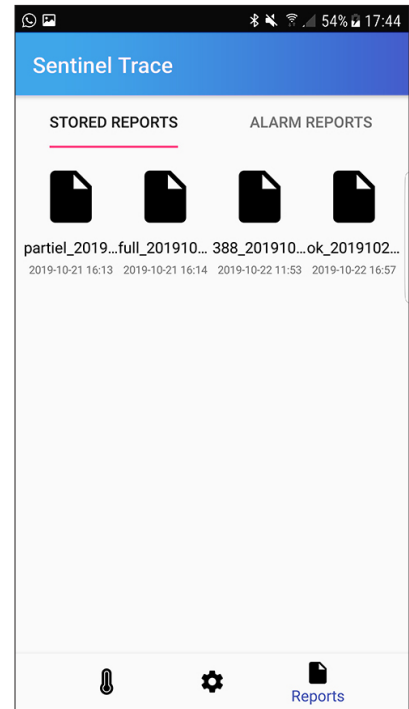 54% 17:44
Sentinel Trace
STORED REPORTS ALARM REPORTS
partiel_2019... full_201910... 388_201910... ok_2019102...
2019-10-21 16:13 2019-10-21 16:14 2019-10-22 11:53 2019-10-22 16:57
Reports